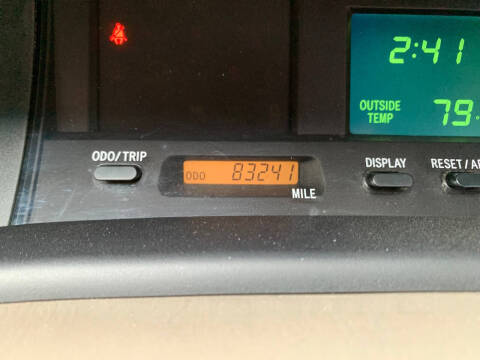 2:41
OUTSIDE
TEMP 79
ODO/TRIP
DISPLAY
RESET/
ODO 83241
MILE